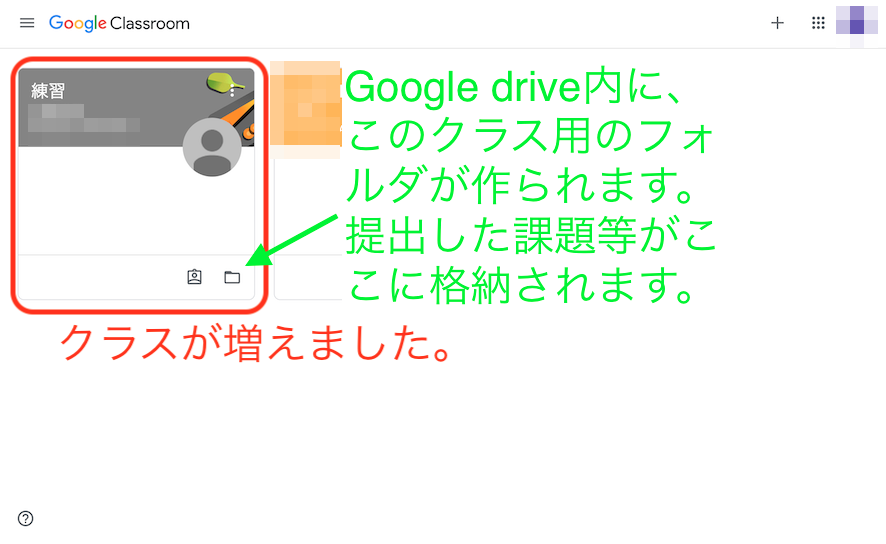 Google Classroom
練習
Google drive内に、
このクラス用のフォ
ルダが作られます。
提出した課題等がこ
こに格納されます。
クラスが増えました。